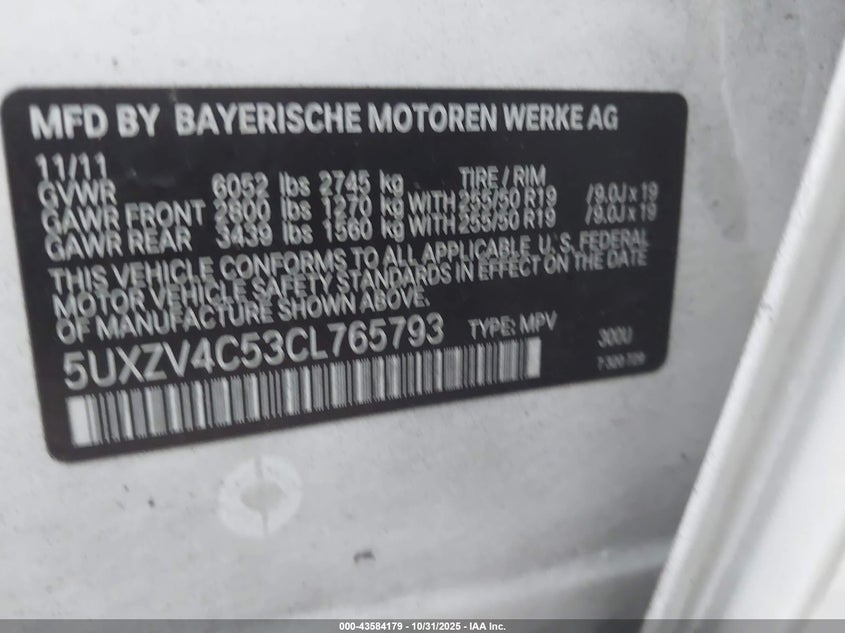 MFD BY BAYERISCHE MOTOREN WERKE AG
11/11 TIRE / RIM
GVWR 6052 lbs 2745 kg
GAWR FRONT 2800 lbs 1270 kg WITH 255/50 R19 /9.0J x 19
GAWR REAR 3439 lbs 1560 kg WITH 255/50 R19 /9.0J x 19
THIS VEHICLE CONFORMS TO ALL APPLICABLE U. S. FEDERAL
MOTOR VEHICLE SAFETY STANDARDS IN EFFECT ON THE DATE
OF MANUFACTURE SHOWN ABOVE.
5UXZV4C53CL765793 TYPE: MPV 300U
000-43584179 - 10/31/2025 - IAA Inc.